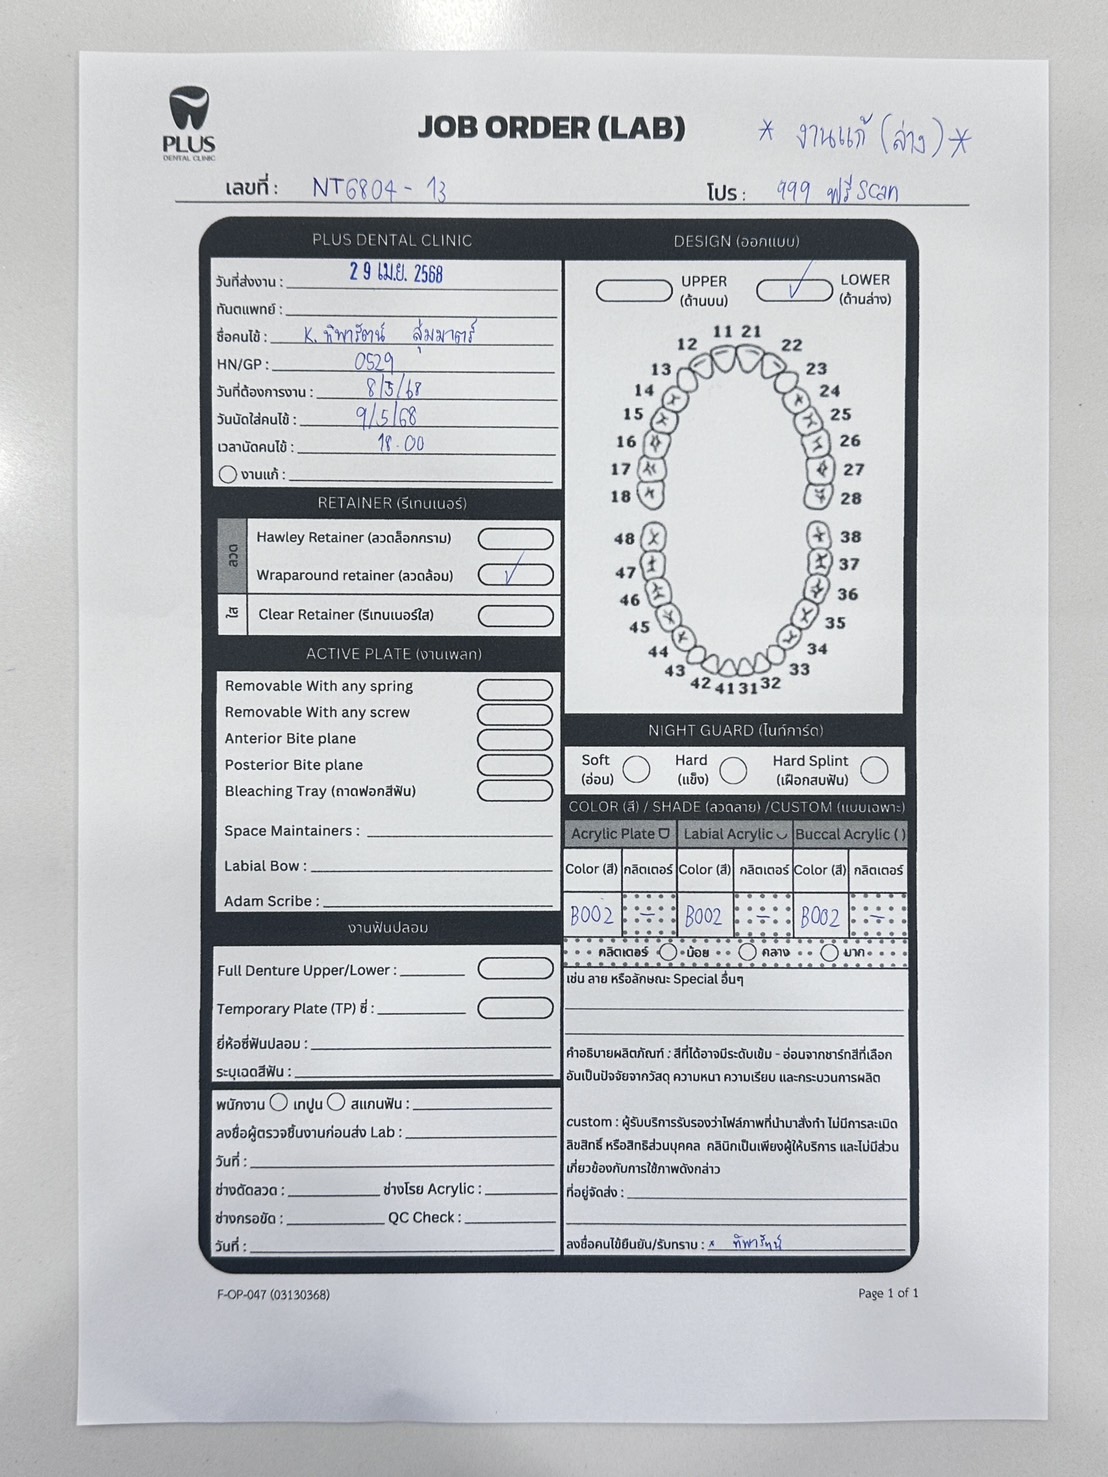 PLUS
DENTAL CLINIC
JOB ORDER (LAB)
* งานแก้ (ล่าง) *
เลขที่ : NT6804 - 13
โปร : 999 ฟรี scan
PLUS DENTAL CLINIC
วันที่ส่งงาน : 29 เม.ย. 2568
ทันตแพทย์ :
ชื่อคนไข้ : K. ทิพารัตน์ สุ่มมาตร์
HN/GP : 0529
วันที่ต้องการงาน : 8/5/68
วันนัดใส่คนไข้ : 9/5/68
เวลานัดคนไข้ : 18.00
งานแก้ :
RETAINER (รีเทนเนอร์)
ลวด
Hawley Retainer (ลวดล็อกกราม)
Wraparound retainer (ลวดล้อม)
ใส
Clear Retainer (รีเทนเนอร์ใส)
ACTIVE PLATE (งานเพลท)
Removable With any spring
Removable With any screw
Anterior Bite plane
Posterior Bite plane
Bleaching Tray (ถาดฟอกสีฟัน)
Space Maintainers :
Labial Bow :
Adam Scribe :
งานฟันปลอม
Full Denture Upper/Lower :
Temporary Plate (TP) ซี่ :
ยี่ห้อซี่ฟันปลอม :
ระบุเฉดสีฟัน :
พนักงาน เทปูน สแกนฟัน :
ลงชื่อผู้ตรวจชิ้นงานก่อนส่ง Lab :
วันที่ :
ช่างดัดลวด : ช่างโรย Acrylic :
ช่างกรอขัด : QC Check :
วันที่ :
DESIGN (ออกแบบ)
UPPER
(ด้านบน)
LOWER
(ด้านล่าง)
11 21
12 22
13 23
14 24
15 25
16 26
17 27
18 28
48 38
47 37
46 36
45 35
44 34
43 33
42 41 31 32
NIGHT GUARD (ไนท์การ์ด)
Soft
(อ่อน)
Hard
(แข็ง)
Hard Splint
(เฝือกสบฟัน)
COLOR (สี) / SHADE (ลวดลาย) /CUSTOM (แบบเฉพาะ)
Acrylic Plate Labial Acrylic Buccal Acrylic ( )
Color (สี) กลิตเตอร์ Color (สี) กลิตเตอร์ Color (สี) กลิตเตอร์
B002 - B002 - B002 -
กลิตเตอร์ น้อย กลาง มาก
เช่น ลาย หรือลักษณะ Special อื่นๆ
คำอธิบายผลิตภัณฑ์ : สีที่ได้อาจมีระดับเข้ม - อ่อนจากชาร์ทสีที่เลือก
อันเป็นปัจจัยจากวัสดุ ความหนา ความเรียบ และกระบวนการผลิต
custom : ผู้รับบริการรับรองว่าไฟล์ภาพที่นำมาสั่งทำ ไม่มีการละเมิด
ลิขสิทธิ์ หรือสิทธิส่วนบุคคล คลินิกเป็นเพียงผู้ให้บริการ และไม่มีส่วน
เกี่ยวข้องกับการใช้ภาพดังกล่าว
ที่อยู่จัดส่ง :
ลงชื่อคนไข้ยืนยัน/รับทราบ : x ทิพารัตน์
F-OP-047 (03130368)
Page 1 of 1